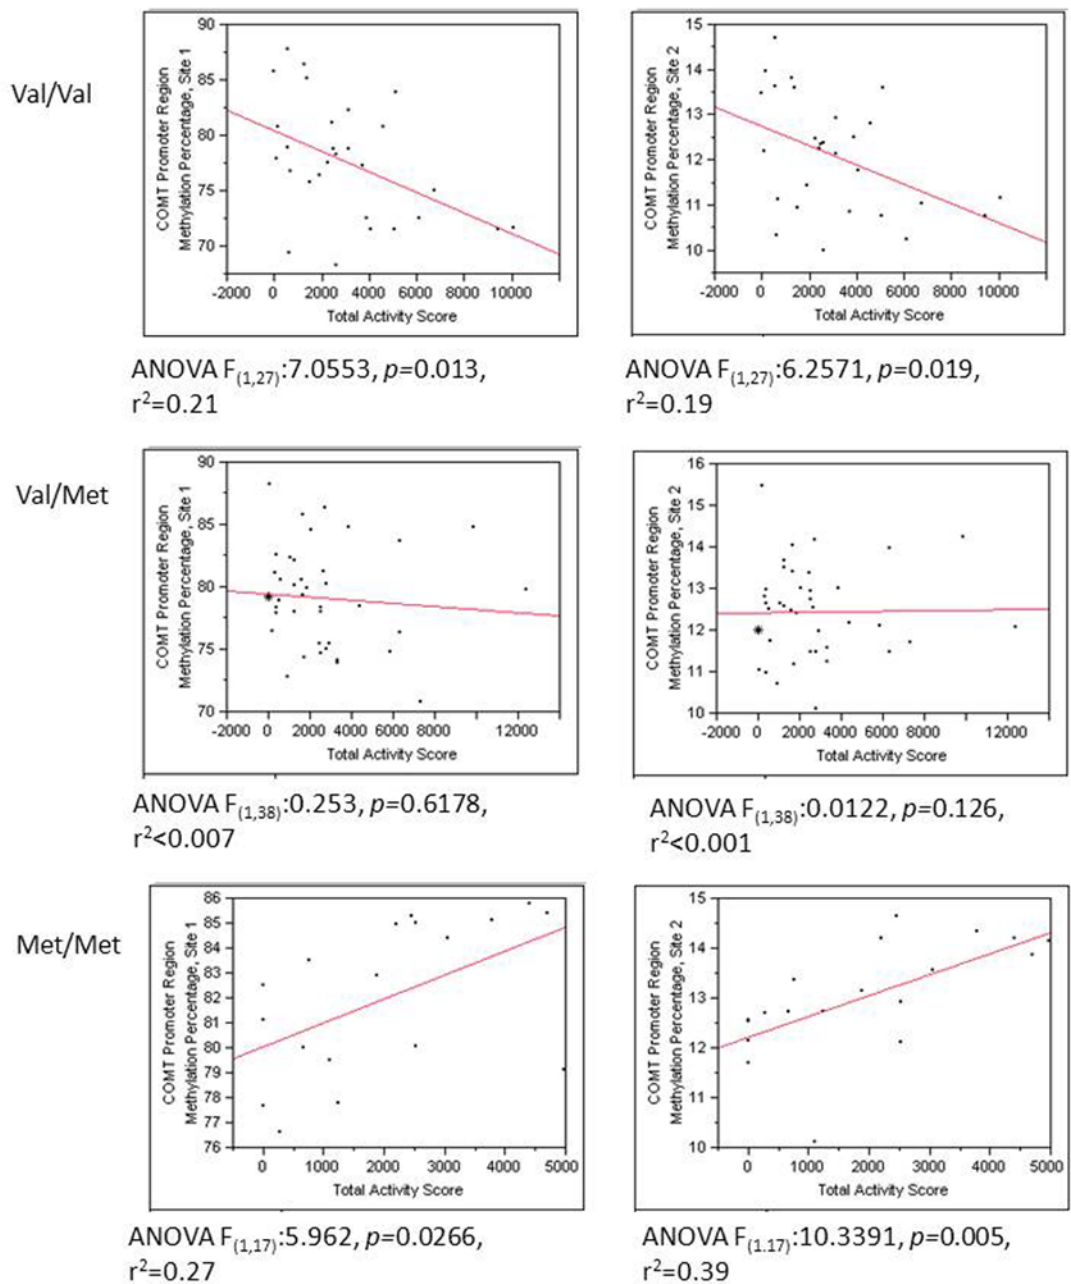 Val/Val
COMT Promoter Region
Methylation Percentage, Site 1
90
85
80
75
70
-2000 0 2000 4000 6000 8000 10000
Total Activity Score
ANOVA F(1,27):7.0553, p=0.013,
r²=0.21
COMT Promoter Region
Methylation Percentage, Site 2
15
14
13
12
11
10
-2000 0 2000 4000 6000 8000 10000
Total Activity Score
ANOVA F(1,27):6.2571, p=0.019,
r²=0.19
Val/Met
COMT Promoter Region
Methylation Percentage, Site 1
90
85
80
75
70
-2000 0 2000 4000 6000 8000 12000
Total Activity Score
ANOVA F(1,38):0.253, p=0.6178,
r²<0.007
COMT Promoter Region
Methylation Percentage, Site 2
16
15
14
13
12
11
10
-2000 0 2000 4000 6000 8000 12000
Total Activity Score
ANOVA F(1,38):0.0122, p=0.126,
r²<0.001
Met/Met
COMT Promoter Region
Methylation Percentage, Site 1
86
85
84
83
82
81
80
79
78
77
76
0 1000 2000 3000 4000 5000
Total Activity Score
ANOVA F(1,17):5.962, p=0.0266,
r²=0.27
COMT Promoter Region
Methylation Percentage, Site 2
15
14
13
12
11
10
0 1000 2000 3000 4000 5000
Total Activity Score
ANOVA F(1.17):10.3391, p=0.005,
r²=0.39